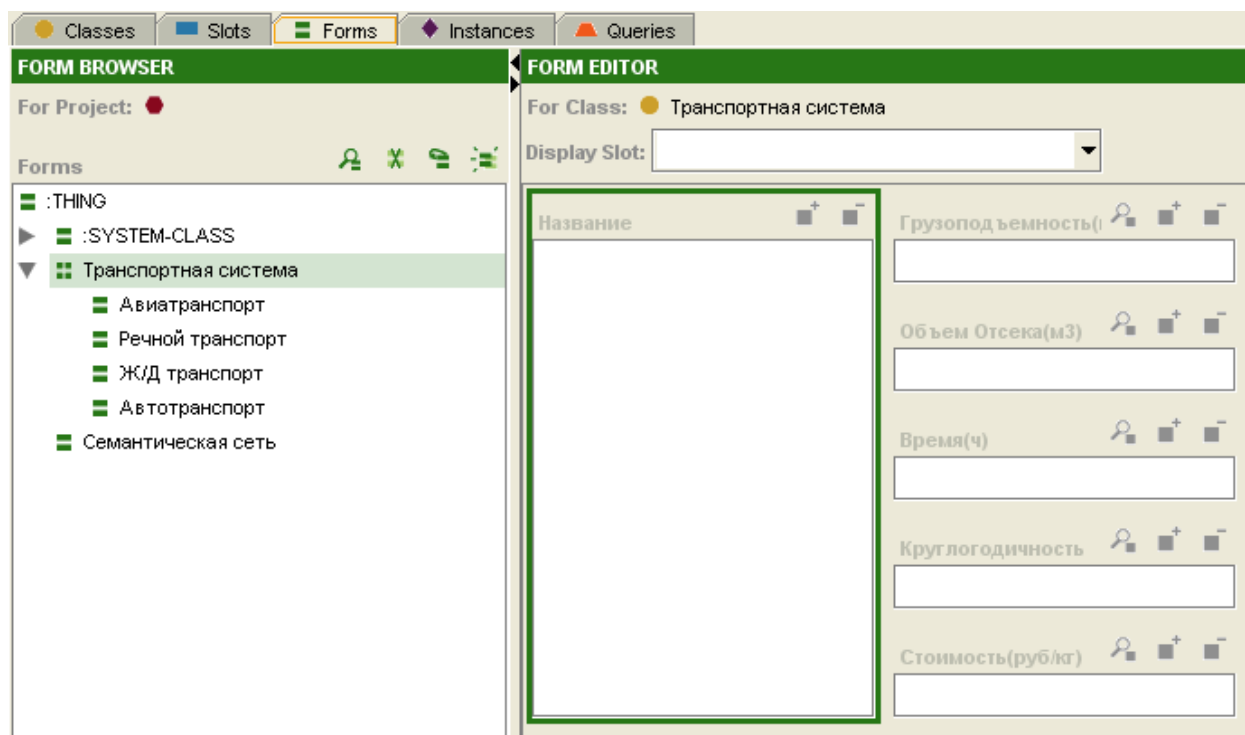 Classes Slots Forms Instances Queries
FORM BROWSER
For Project:
Forms
:THING
:SYSTEM-CLASS
Транспортная система
Авиатранспорт
Речной транспорт
Ж/Д транспорт
Автотранспорт
Семантическая сеть
FORM EDITOR
For Class: Транспортная система
Display Slot:
Название
Грузоподъемность(
Объем Отсека(м3)
Время(ч)
Круглогодичность
Стоимость(руб/кг)